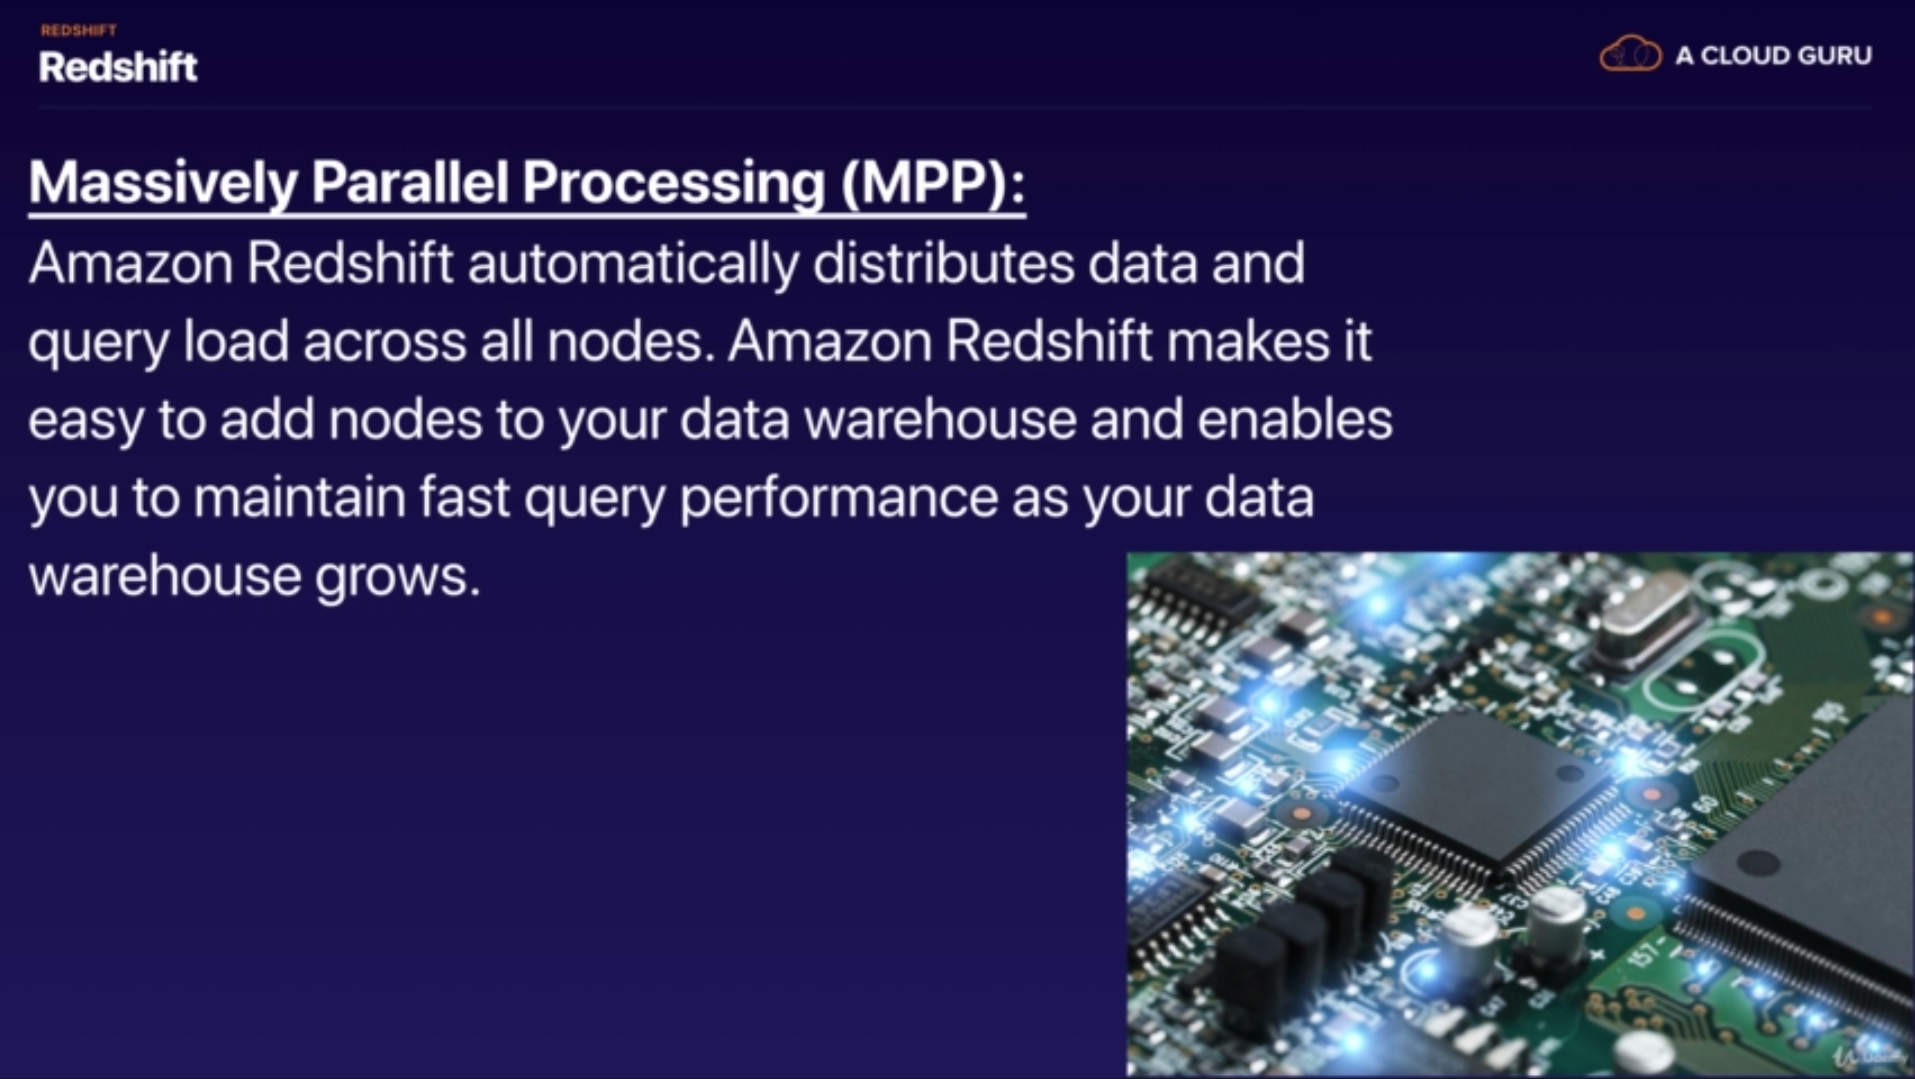 REDSHIFT
Redshift
A CLOUD GURU
Massively Parallel Processing (MPP):
Amazon Redshift automatically distributes data and
query load across all nodes. Amazon Redshift makes it
easy to add nodes to your data warehouse and enables
you to maintain fast query performance as your data
warehouse grows.
60
157